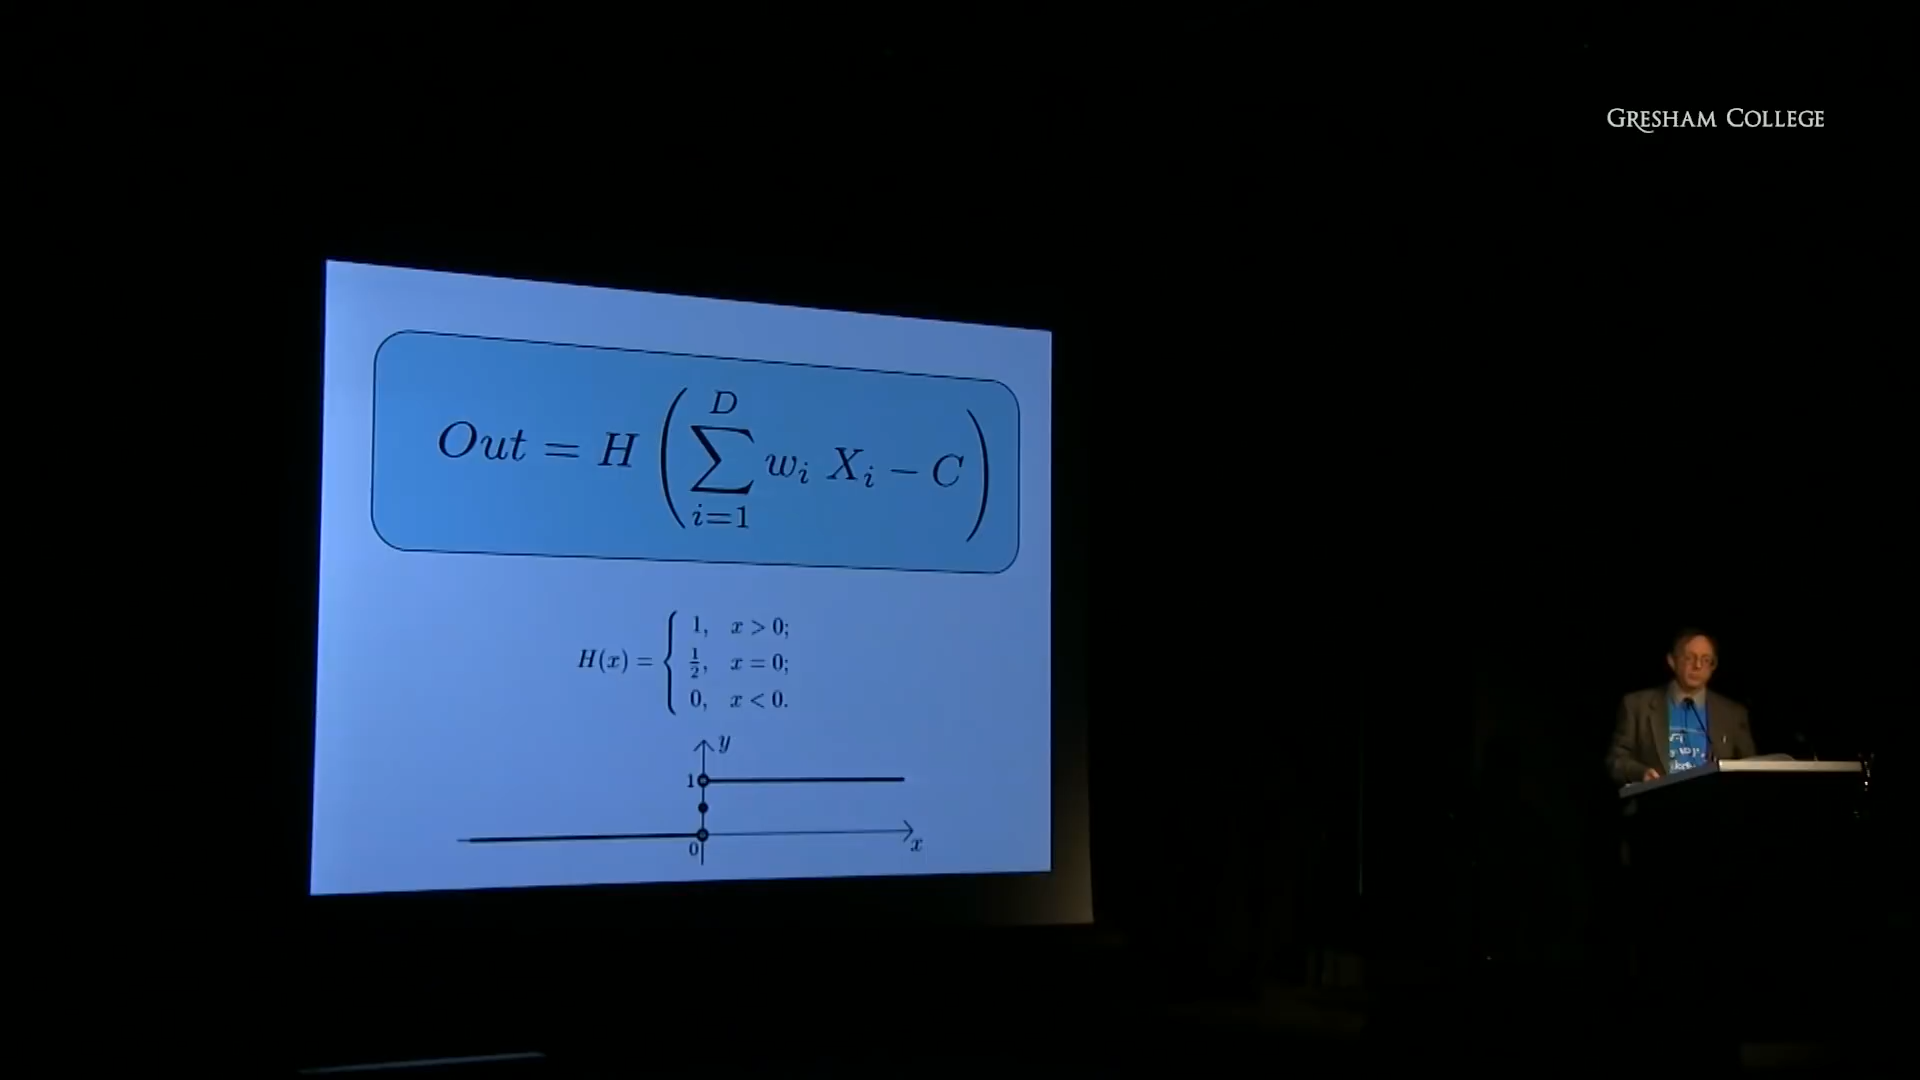 GRESHAM COLLEGE
Out = H ( ∑_{i=1}^{D} w_i X_i − C )
H(x) = { 1, x > 0;
1/2, x = 0;
0, x < 0.
y
1
0
x